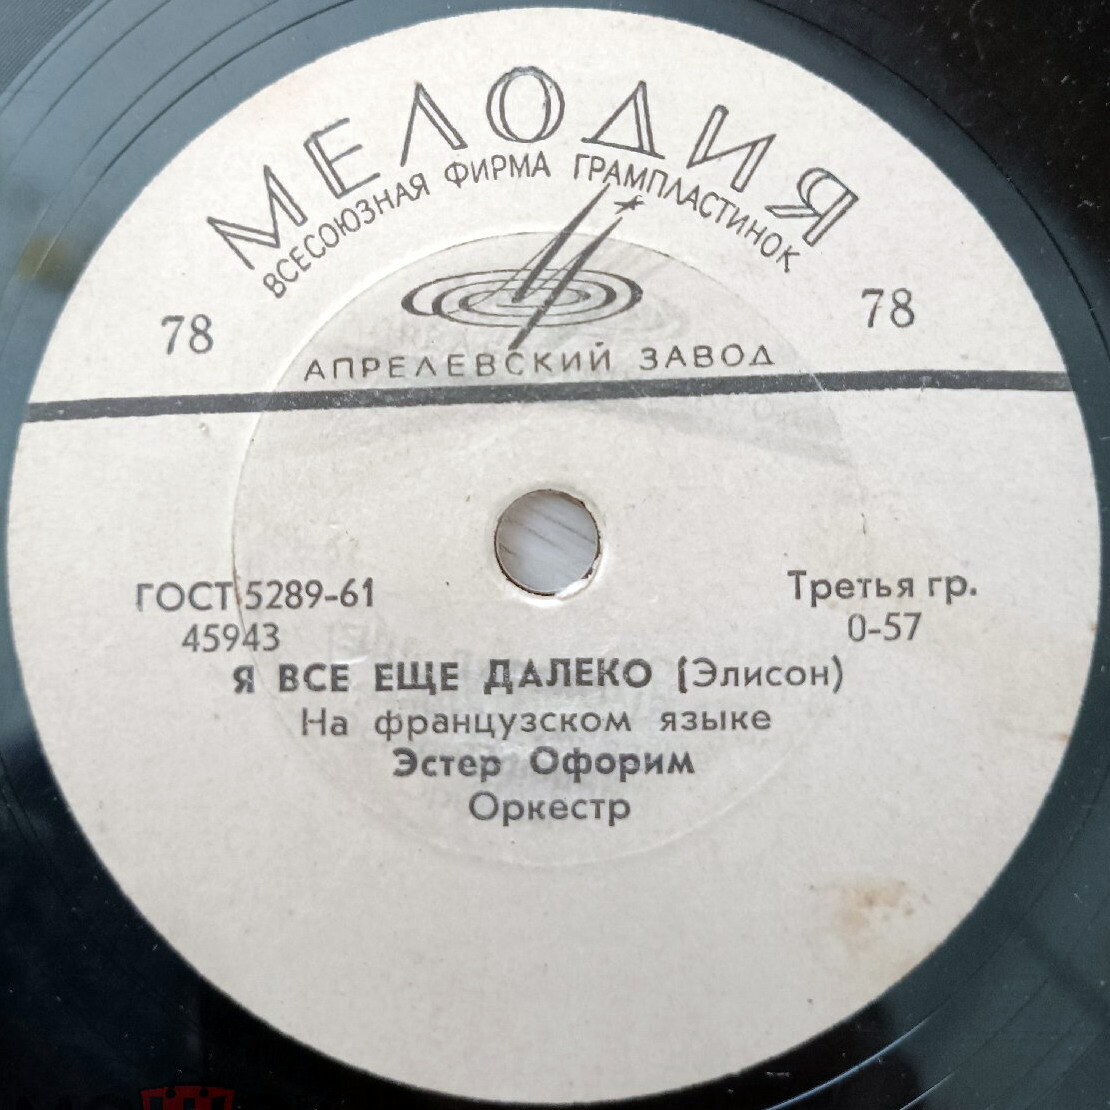 МЕЛОДИЯ
ВСЕСОЮЗНАЯ ФИРМА ГРАМПЛАСТИНОК
78
78
АПРЕЛЕВСКИЙ ЗАВОД
ГОСТ 5289-61
Третья гр.
45943
0-57
Я ВСЕ ЕЩЕ ДАЛЕКО (Элисон)
На французском языке
Эстер Офорим
Оркестр